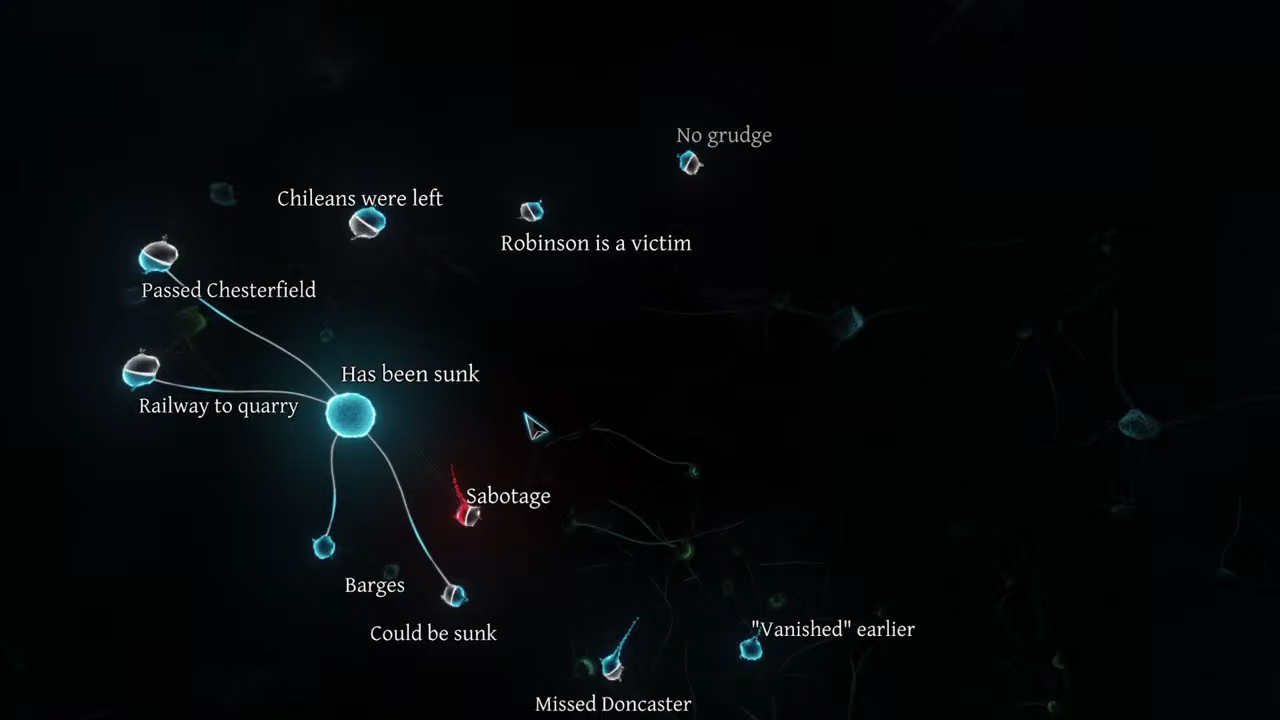 No grudge
Chileans were left
Robinson is a victim
Passed Chesterfield
Has been sunk
Railway to quarry
Sabotage
Barges
Could be sunk
"Vanished" earlier
Missed Doncaster